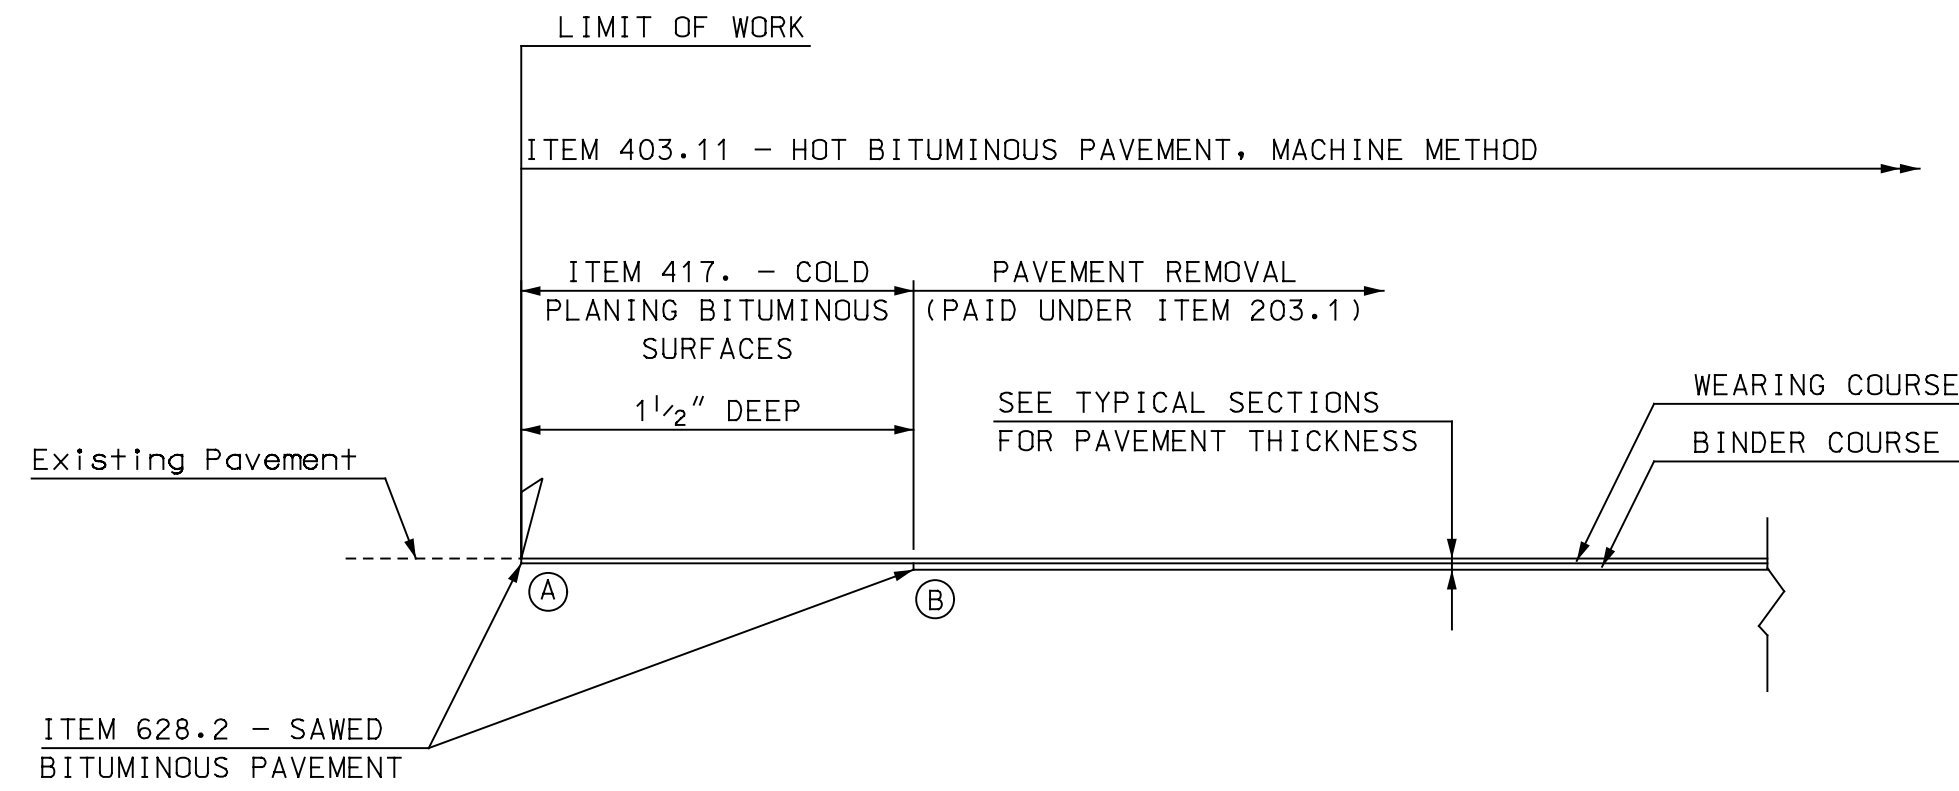 LIMIT OF WORK
ITEM 403.11 - HOT BITUMINOUS PAVEMENT, MACHINE METHOD
ITEM 417. - COLD
PLANING BITUMINOUS
SURFACES
PAVEMENT REMOVAL
(PAID UNDER ITEM 203.1)
1 1/2" DEEP
SEE TYPICAL SECTIONS
FOR PAVEMENT THICKNESS
WEARING COURSE
BINDER COURSE
Existing Pavement
A
B
ITEM 628.2 - SAWED
BITUMINOUS PAVEMENT